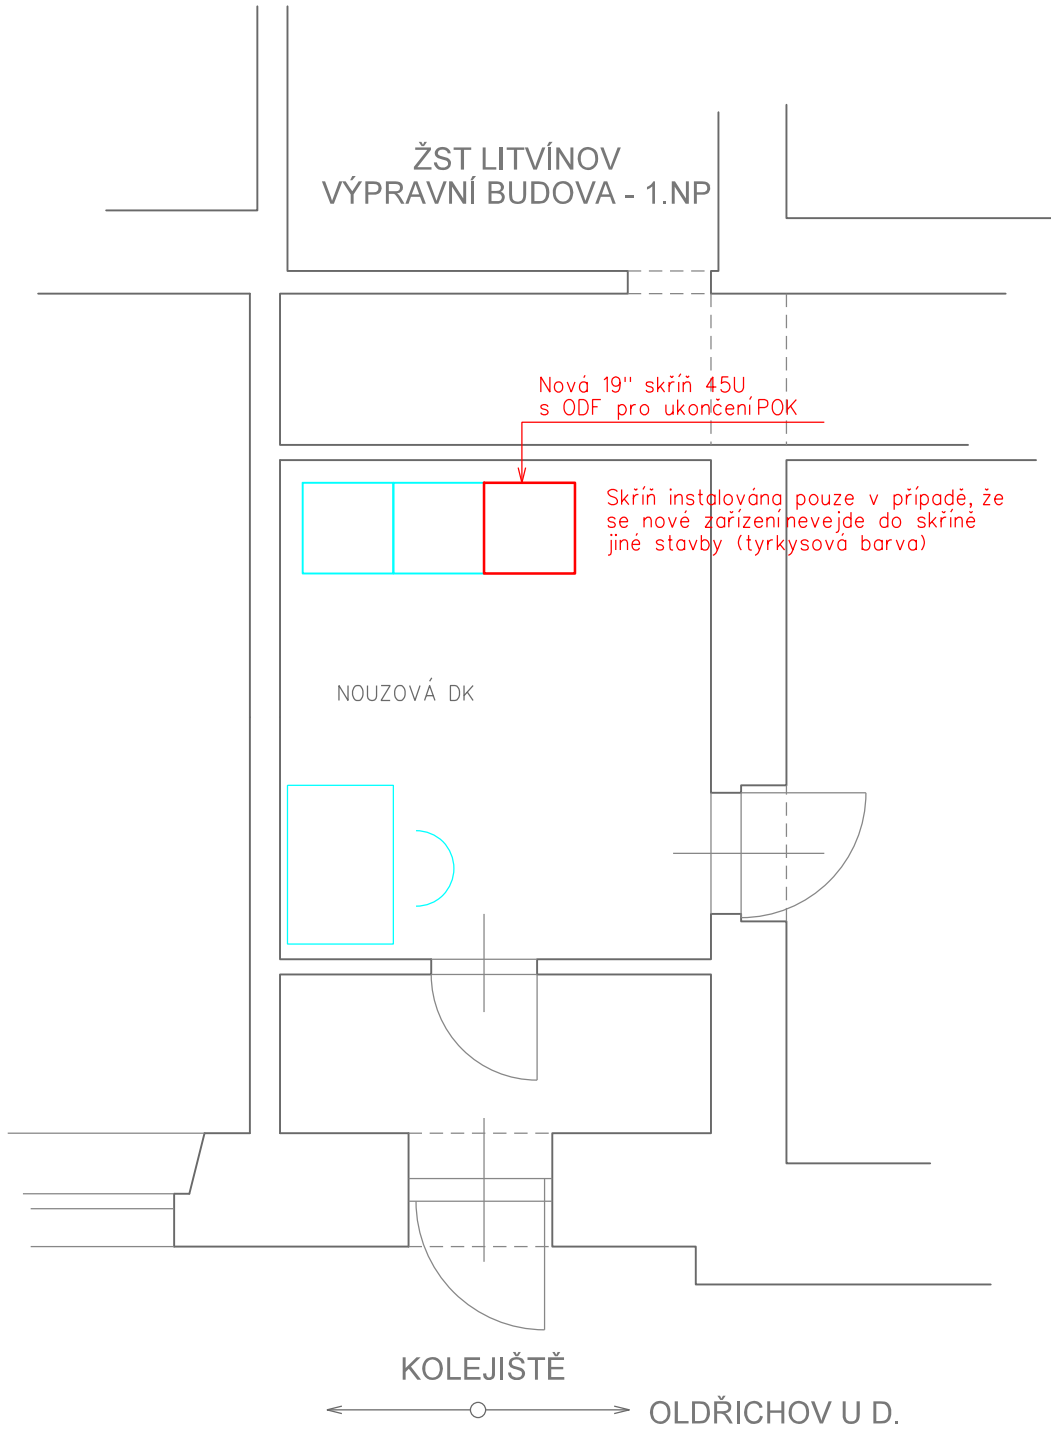 ŽST LITVÍNOV
VÝPRAVNÍ BUDOVA - 1.NP
Nová 19" skříň 45U
s ODF pro ukončení POK
Skříň instalována pouze v případě, že
se nové zařízení nevejde do skříně
jiné stavby (tyrkysová barva)
NOUZOVÁ DK
KOLEJIŠTĚ
OLDŘICHOV U D.